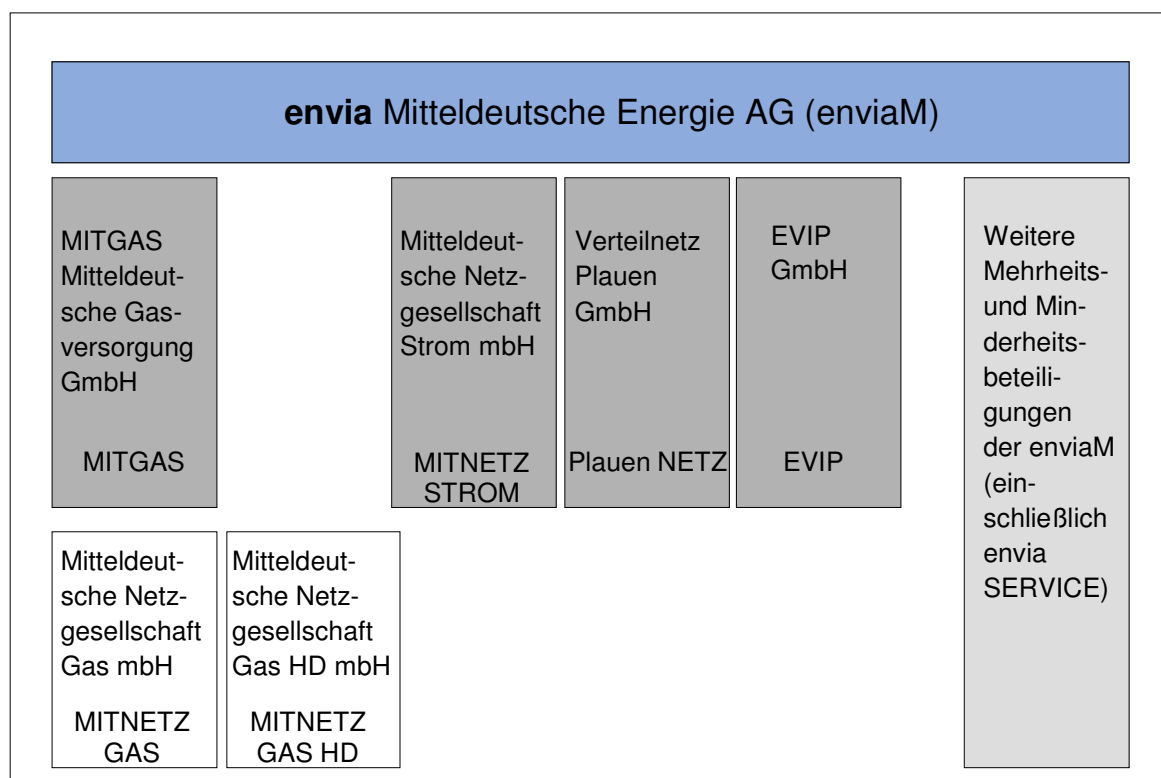 envia Mitteldeutsche Energie AG (enviaM)
MITGAS
Mitteldeut-
sche Gas-
versorgung
GmbH
MITGAS
Mitteldeut-
sche Netz-
gesellschaft
Strom mbH
MITNETZ
STROM
Verteilnetz
Plauen
GmbH
Plauen NETZ
EVIP
GmbH
EVIP
Weitere
Mehrheits-
und Min-
derheits-
beteili-
gungen
der enviaM
(ein-
schließlich
envia
SERVICE)
Mitteldeut-
sche Netz-
gesellschaft
Gas mbH
MITNETZ
GAS
Mitteldeut-
sche Netz-
gesellschaft
Gas HD mbH
MITNETZ
GAS HD